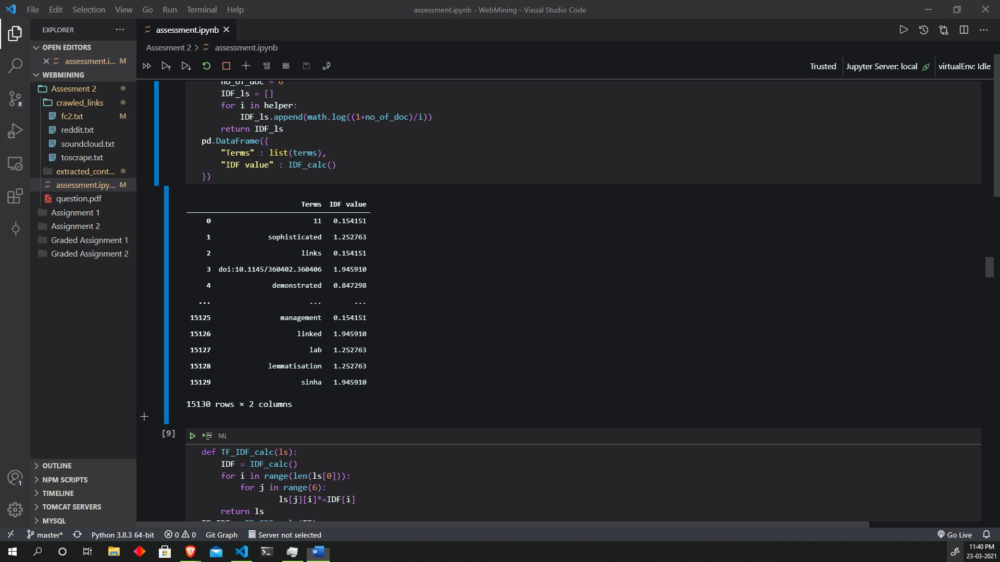 File Edit Selection View Go Run Terminal Help
assessment.ipynb - WebMining - Visual Studio Code
EXPLORER
OPEN EDITORS
assessment.i... M
WEBMINING
Assesment 2
crawled_links
fc2.txt M
reddit.txt
soundcloud.txt
toscrape.txt
extracted_cont...
assessment.ipy... M
question.pdf
Assignment 1
Assignment 2
Graded Assignment 1
Graded Assignment 2
OUTLINE
NPM SCRIPTS
TIMELINE
TOMCAT SERVERS
MYSQL
8
1
assessment.ipynb
Assesment 2 > assessment.ipynb
Trusted Jupyter Server: local virtualEnv: Idle
no_of_doc = 6
IDF_ls = []
for i in helper:
IDF_ls.append(math.log((1+no_of_doc)/i))
return IDF_ls
pd.DataFrame({
"Terms" : list(terms),
"IDF value" : IDF_calc()
})
Terms IDF value
0 11 0.154151
1 sophisticated 1.252763
2 links 0.154151
3 doi:10.1145/360402.360406 1.945910
4 demonstrated 0.847298
... ... ...
15125 management 0.154151
15126 linked 1.945910
15127 lab 1.252763
15128 lemmatisation 1.252763
15129 sinha 1.945910
15130 rows × 2 columns
[9]
M↓
def TF_IDF_calc(ls):
IDF = IDF_calc()
for i in range(len(ls[0])):
for j in range(6):
ls[j][i]*=IDF[i]
return ls
master* Python 3.8.3 64-bit 0 0 Git Graph Server not selected Go Live
11:40 PM
23-03-2021